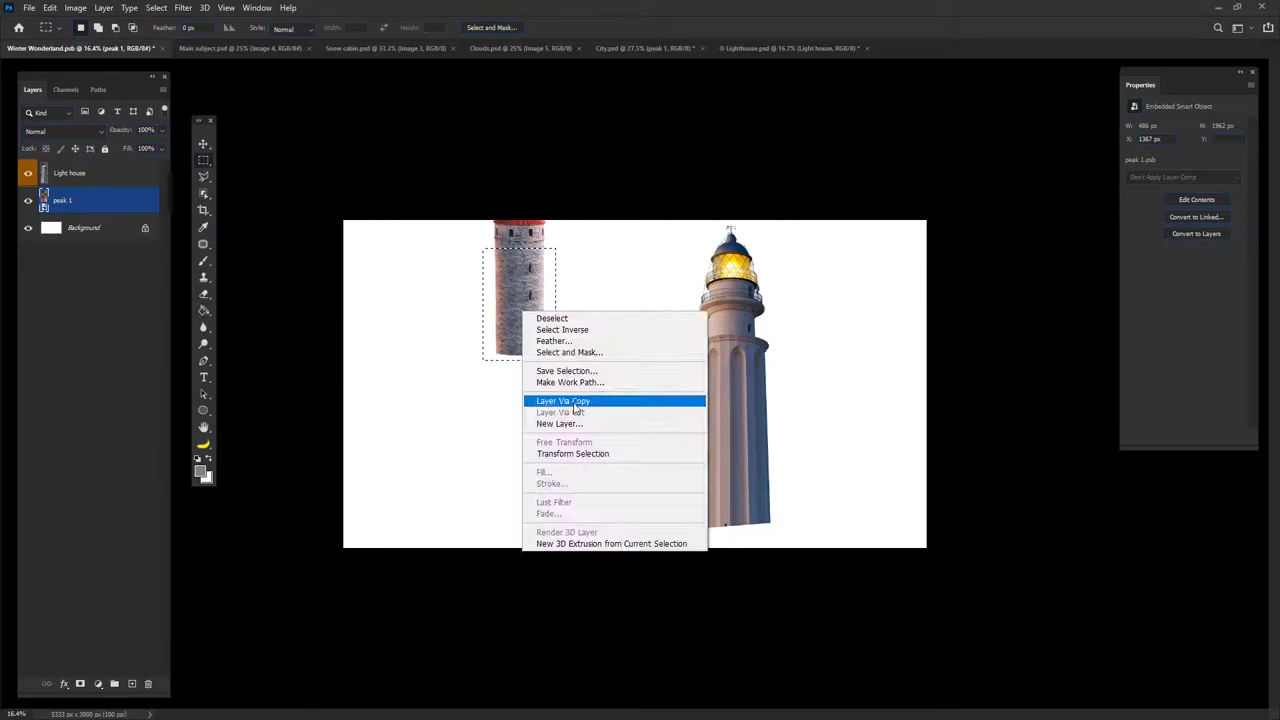 Ps File Edit Image Layer Type Select Filter 3D View Window Help
Feather: 0 px Style: Normal Width: Height: Select and Mask...
Winter Wonderland.psb @ 16.4% (peak 1, RGB/8#) * × Main subject.psd @ 25% (Image 4, RGB/8#) × Snow cabin.psd @ 33.3% (Image 3, RGB/8#) × Clouds.psd @ 25% (Image 5, RGB/8#) × City.psd @ 27.5% (peak 1, RGB/8#) * × © Lighthouse.psd @ 16.7% (Light house, RGB/8#) * ×
Layers Channels Paths
Kind
Normal Opacity: 100%
Lock: Fill: 100%
Light house
peak 1
Background
Deselect
Select Inverse
Feather...
Select and Mask...
Save Selection...
Make Work Path...
Layer Via Copy
Layer Via
New Layer...
Free Transform
Transform Selection
Fill...
Stroke...
Last Filter
Fade...
Render 3D Layer
New 3D Extrusion from Current Selection
Properties
Embedded Smart Object
W: 486 px H: 1962 px
X: 1367 px Y:
peak 1.psb
Don't Apply Layer Comp
Edit Contents
Convert to Linked...
Convert to Layers
fx
16.4% 5333 px x 3000 px (100 ppi)